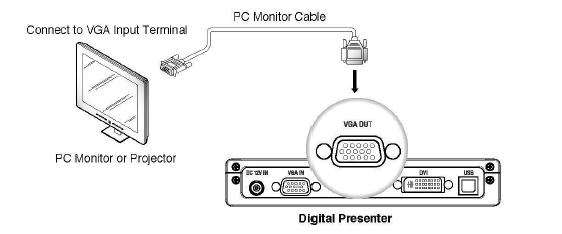 PC Monitor Cable
Connect to VGA Input Terminal
VGA OUT
PC Monitor or Projector
DC 12V IN
VGA IN
DVI
USB
Digital Presenter